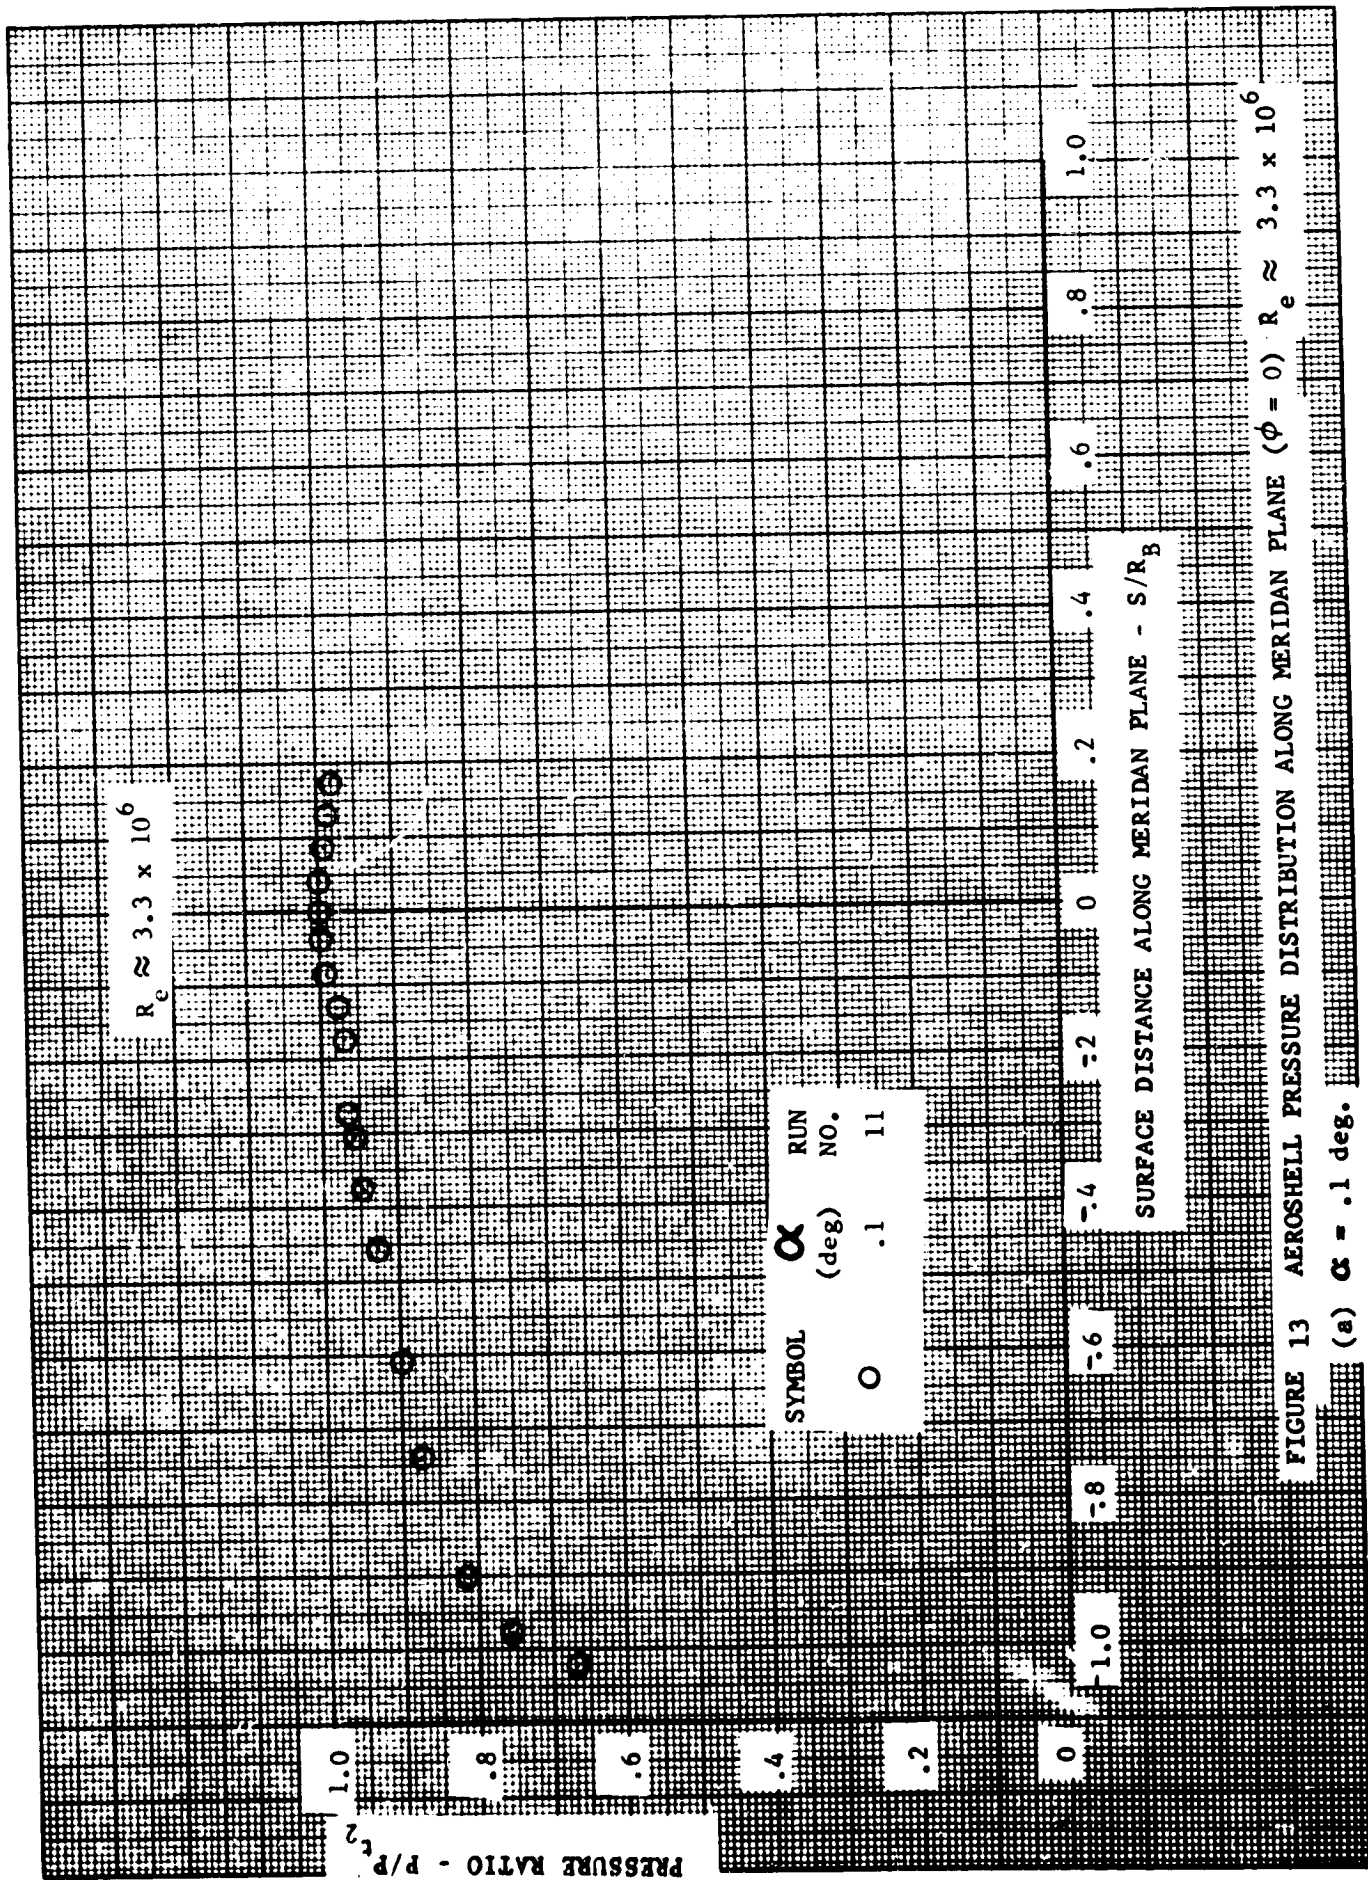 R_e ≈ 3.3 x 10^6
PRESSURE RATIO - P/P_t_2
1.0
.8
.6
.4
.2
0
SYMBOL α (deg) RUN NO.
O .1 11
-1.0 -.8 -.6 -.4 -.2 0 .2 .4 .6 .8 1.0
SURFACE DISTANCE ALONG MERIDAN PLANE - S/R_B
FIGURE 13 AEROSHELL PRESSURE DISTRIBUTION ALONG MERIDAN PLANE (φ = 0) R_e ≈ 3.3 x 10^6
(a) α = .1 deg.